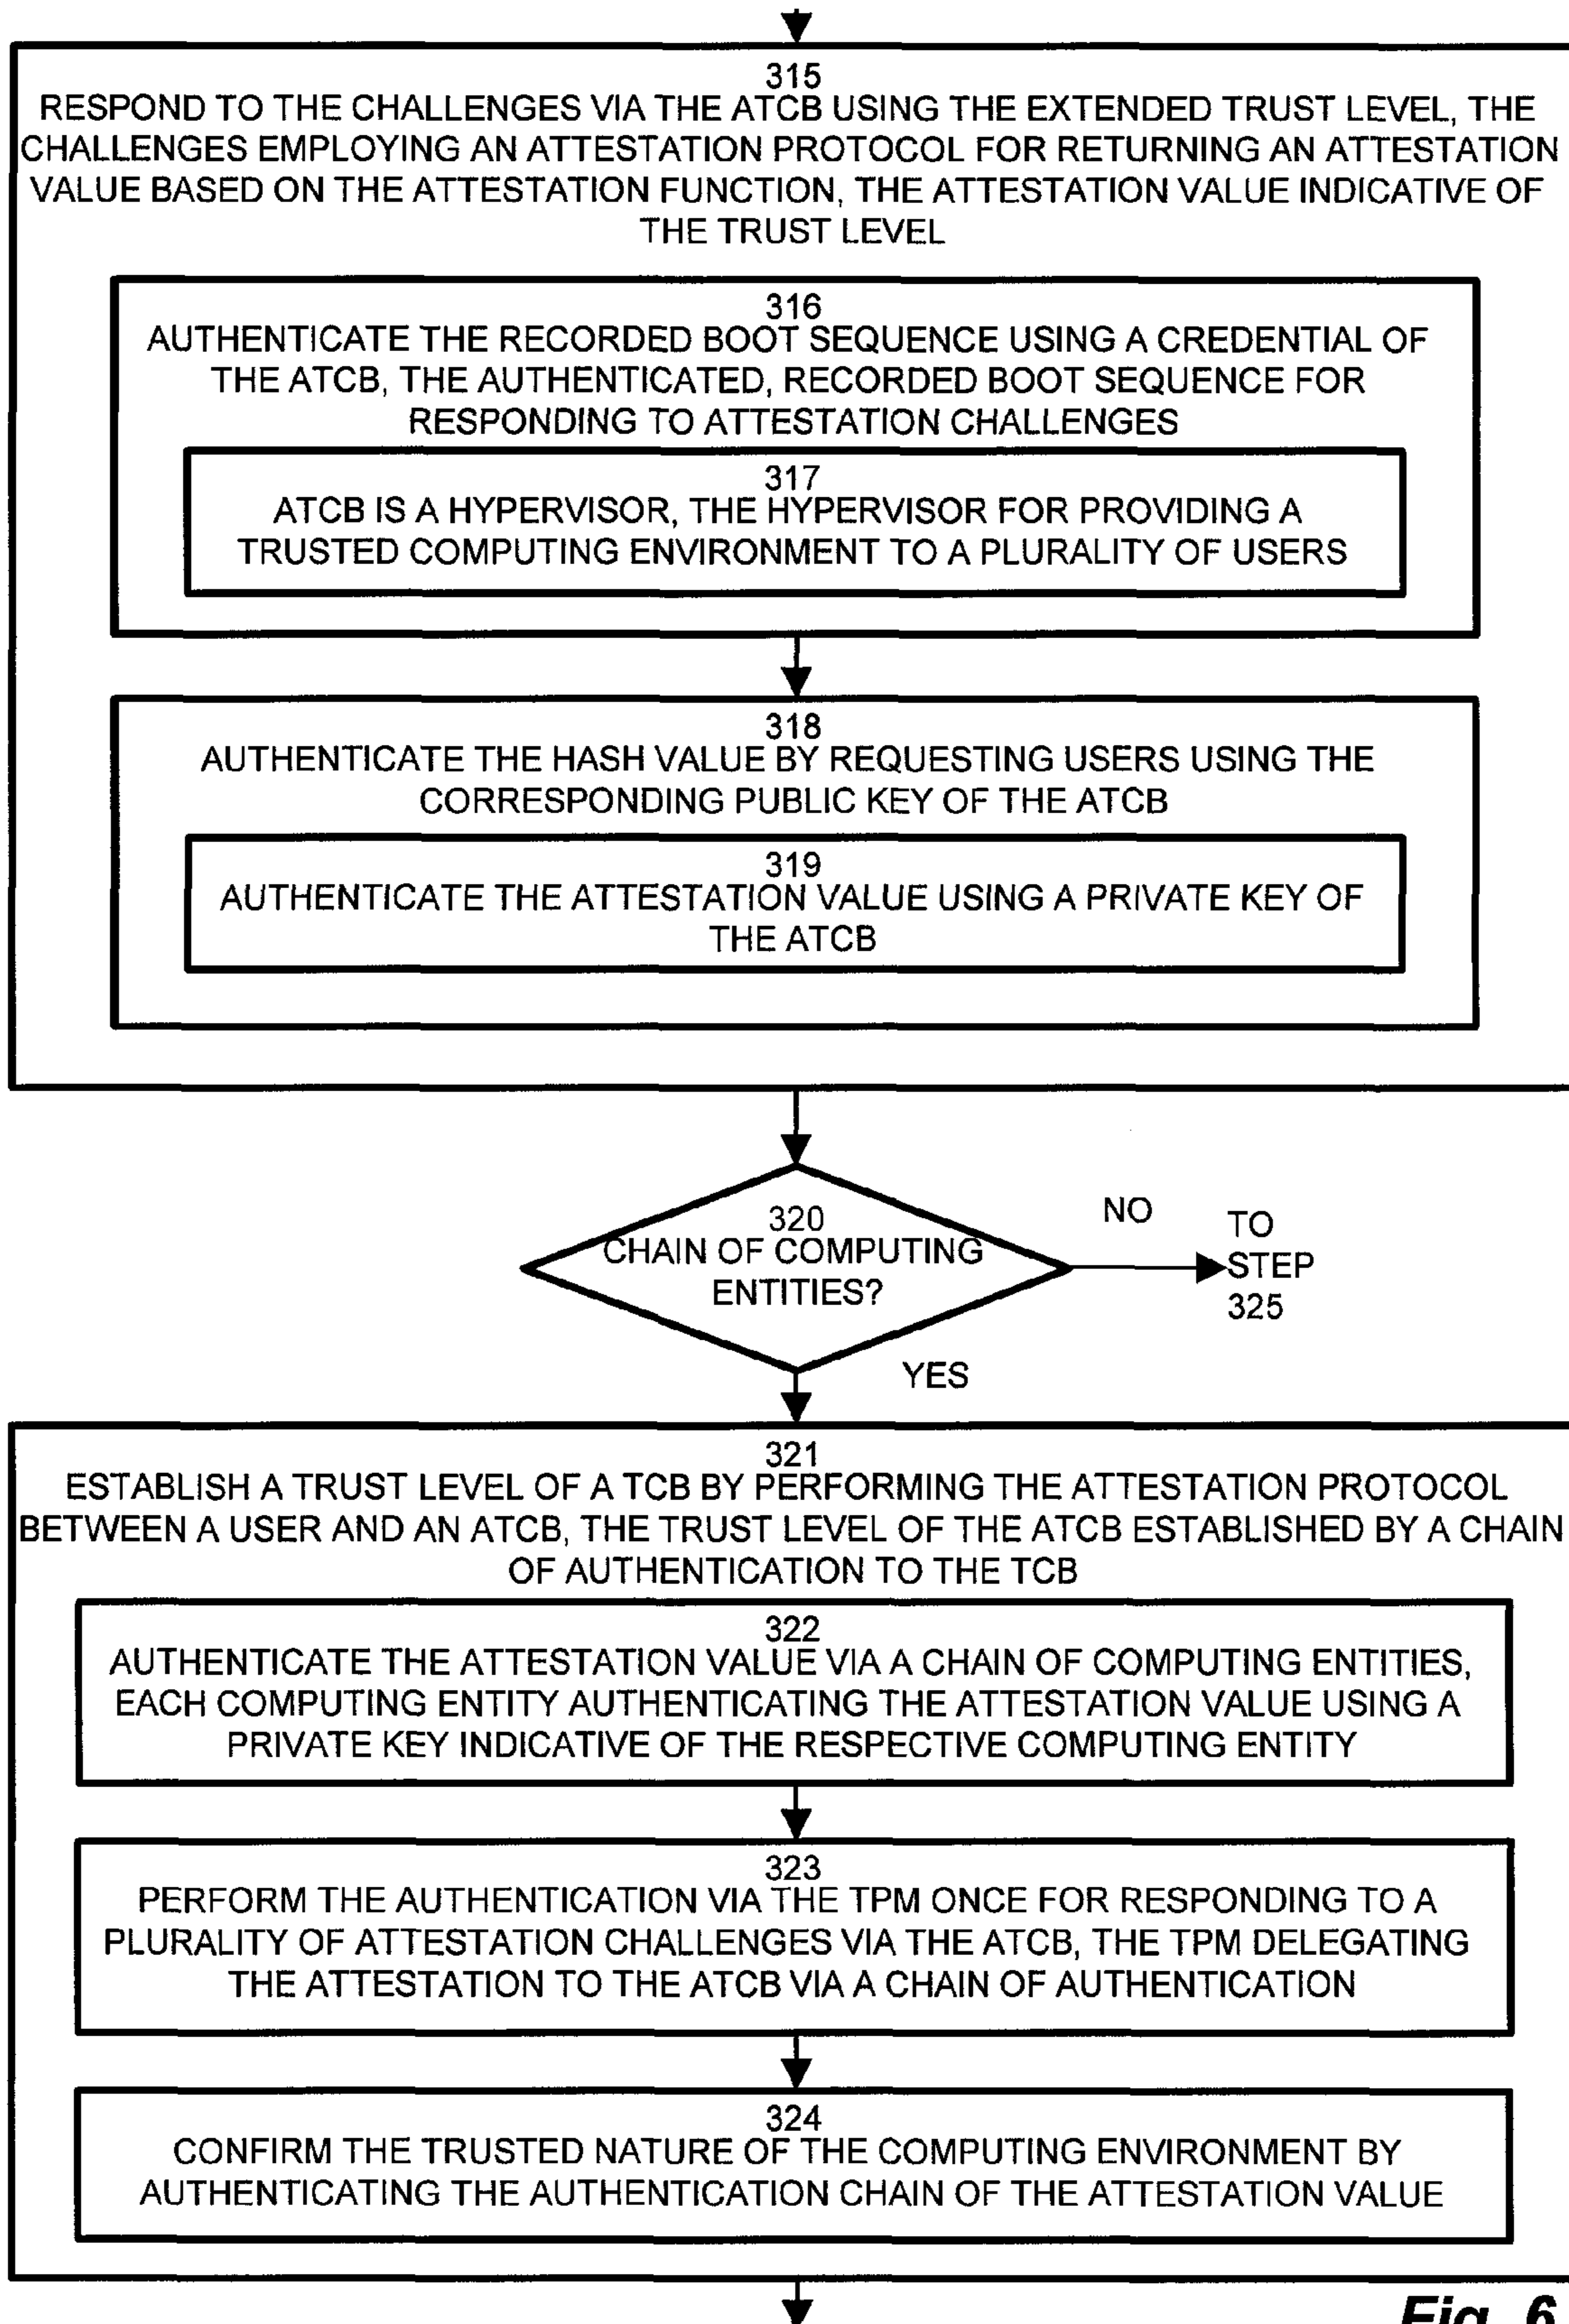 315
RESPOND TO THE CHALLENGES VIA THE ATCB USING THE EXTENDED TRUST LEVEL, THE
CHALLENGES EMPLOYING AN ATTESTATION PROTOCOL FOR RETURNING AN ATTESTATION
VALUE BASED ON THE ATTESTATION FUNCTION, THE ATTESTATION VALUE INDICATIVE OF
THE TRUST LEVEL
316
AUTHENTICATE THE RECORDED BOOT SEQUENCE USING A CREDENTIAL OF
THE ATCB, THE AUTHENTICATED, RECORDED BOOT SEQUENCE FOR
RESPONDING TO ATTESTATION CHALLENGES
317
ATCB IS A HYPERVISOR, THE HYPERVISOR FOR PROVIDING A
TRUSTED COMPUTING ENVIRONMENT TO A PLURALITY OF USERS
318
AUTHENTICATE THE HASH VALUE BY REQUESTING USERS USING THE
CORRESPONDING PUBLIC KEY OF THE ATCB
319
AUTHENTICATE THE ATTESTATION VALUE USING A PRIVATE KEY OF
THE ATCB
320
CHAIN OF COMPUTING
ENTITIES?
NO
TO
STEP
325
YES
321
ESTABLISH A TRUST LEVEL OF A TCB BY PERFORMING THE ATTESTATION PROTOCOL
BETWEEN A USER AND AN ATCB, THE TRUST LEVEL OF THE ATCB ESTABLISHED BY A CHAIN
OF AUTHENTICATION TO THE TCB
322
AUTHENTICATE THE ATTESTATION VALUE VIA A CHAIN OF COMPUTING ENTITIES,
EACH COMPUTING ENTITY AUTHENTICATING THE ATTESTATION VALUE USING A
PRIVATE KEY INDICATIVE OF THE RESPECTIVE COMPUTING ENTITY
323
PERFORM THE AUTHENTICATION VIA THE TPM ONCE FOR RESPONDING TO A
PLURALITY OF ATTESTATION CHALLENGES VIA THE ATCB, THE TPM DELEGATING
THE ATTESTATION TO THE ATCB VIA A CHAIN OF AUTHENTICATION
324
CONFIRM THE TRUSTED NATURE OF THE COMPUTING ENVIRONMENT BY
AUTHENTICATING THE AUTHENTICATION CHAIN OF THE ATTESTATION VALUE
Fig. 6